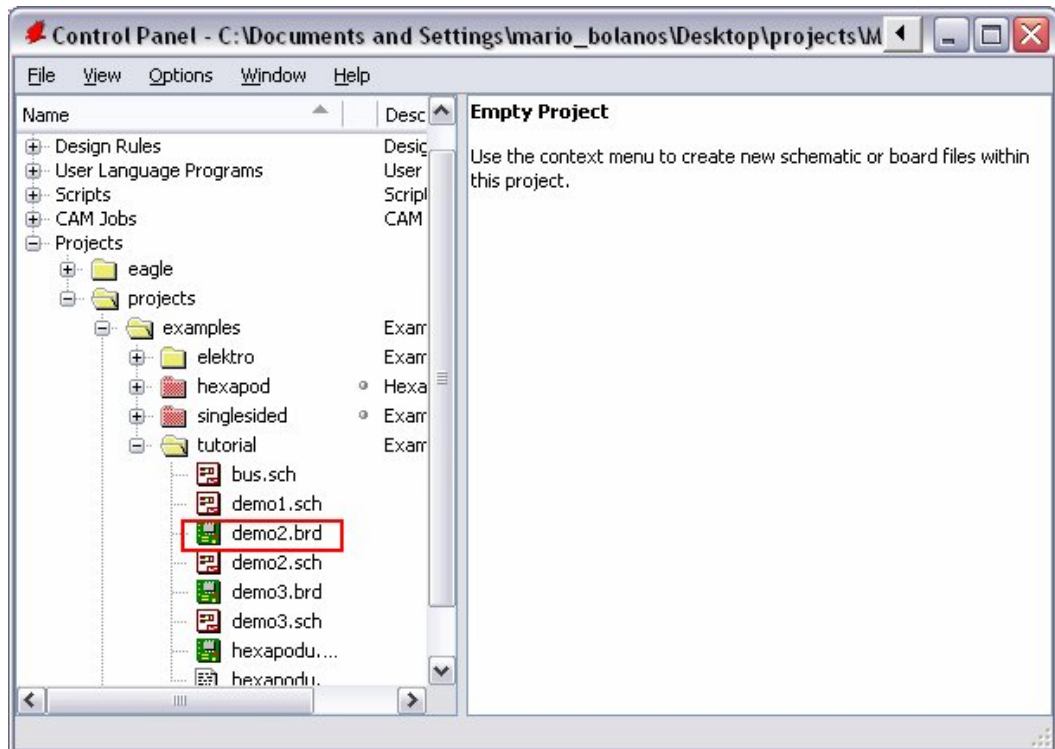 Control Panel - C:\Documents and Settings\mario_bolanos\Desktop\projects\M
File View Options Window Help
Name Desc
Design Rules Desig
User Language Programs User
Scripts Script
CAM Jobs CAM
Projects
eagle
projects
examples Exam
elektro Exam
hexapod Hexa
singlesided Exam
tutorial Exam
bus.sch
demo1.sch
demo2.brd
demo2.sch
demo3.brd
demo3.sch
hexapodu....
hexapodu.
Empty Project
Use the context menu to create new schematic or board files within
this project.